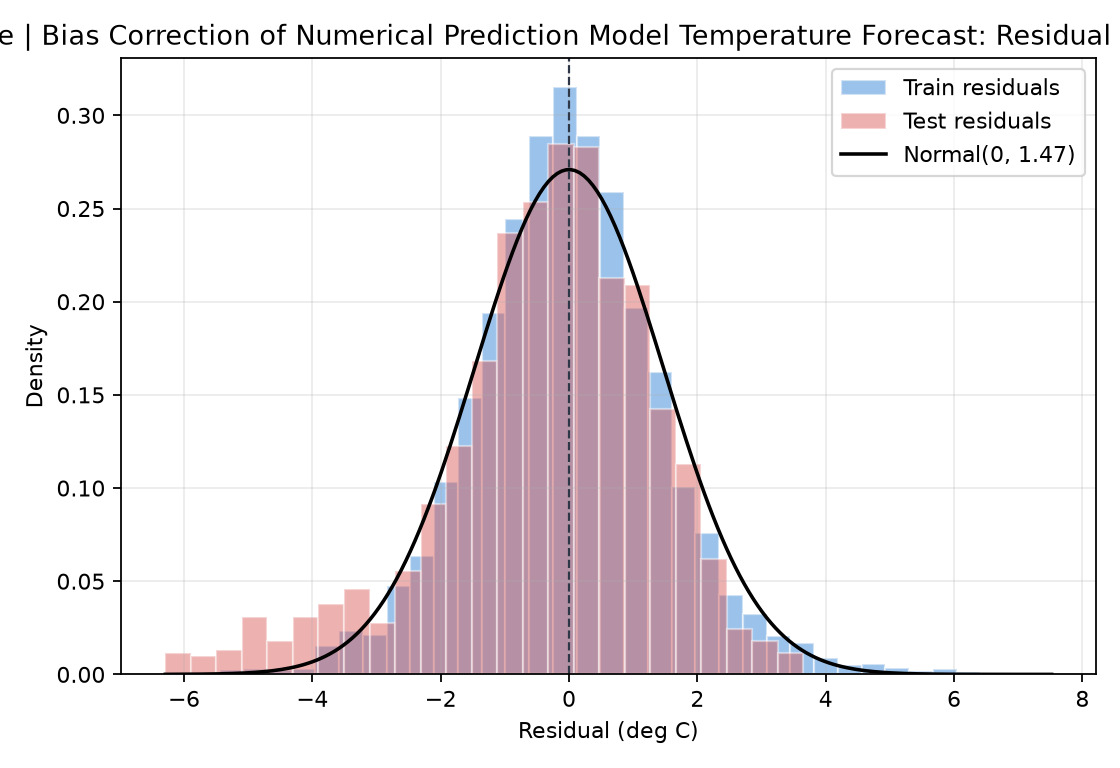 e | Bias Correction of Numerical Prediction Model Temperature Forecast: Residual
Train residuals
Test residuals
Normal(0, 1.47)
0.30
0.25
0.20
0.15
0.10
0.05
0.00
Density
−6 −4 −2 0 2 4 6 8
Residual (deg C)